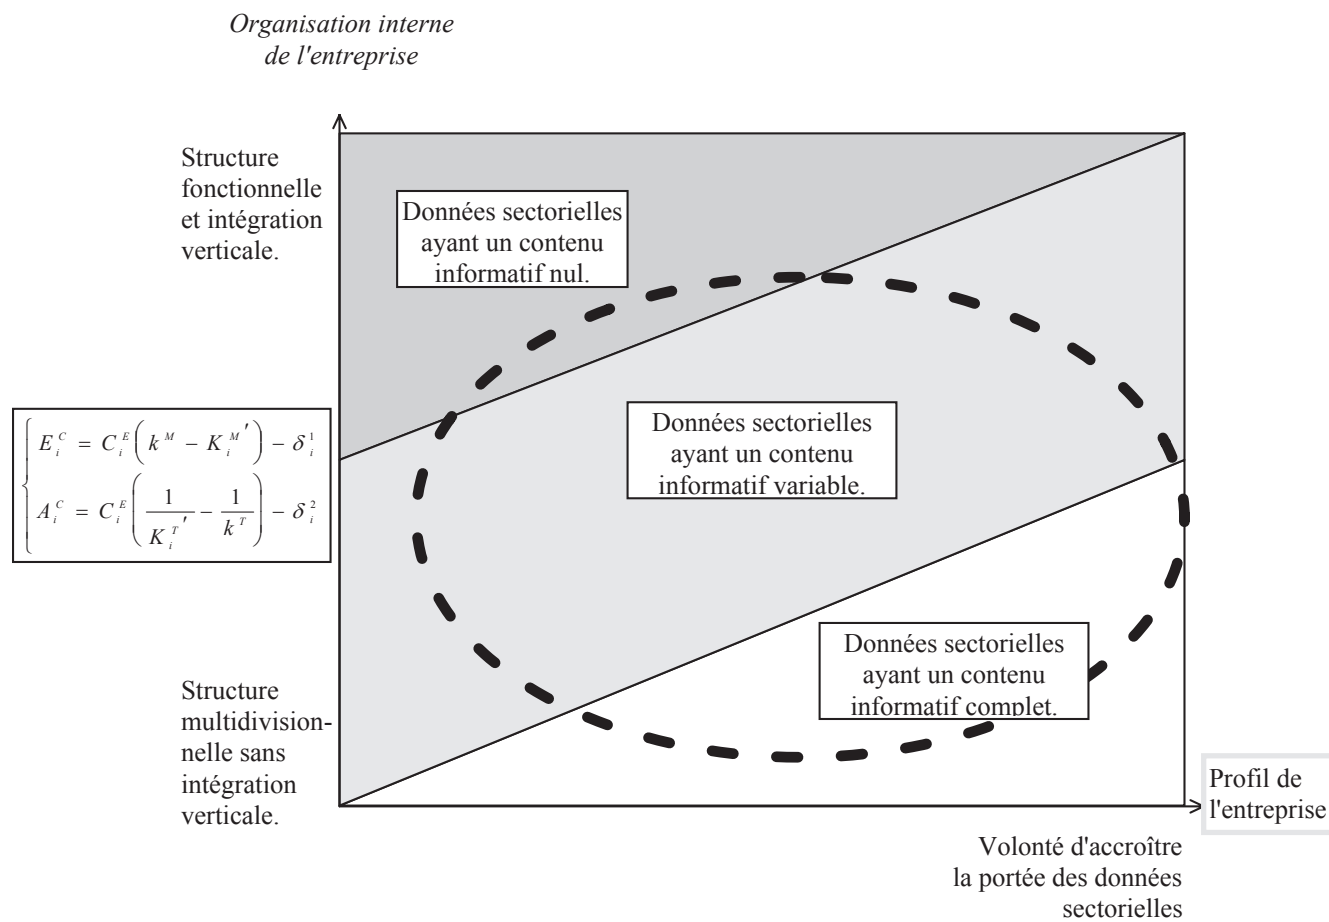 Organisation interne
de l'entreprise
Structure
fonctionnelle
et intégration
verticale.
Données sectorielles
ayant un contenu
informatif nul.
Données sectorielles
ayant un contenu
informatif variable.
E_i^C = C_i^E ( k^M − K_i^M ′ ) − δ_i^1
A_i^C = C_i^E ( 1 / K_i^T ′ − 1 / k^T ) − δ_i^2
Données sectorielles
ayant un contenu
informatif complet.
Structure
multidivision-
nelle sans
intégration
verticale.
Profil de
l'entreprise
Volonté d'accroître
la portée des données
sectorielles